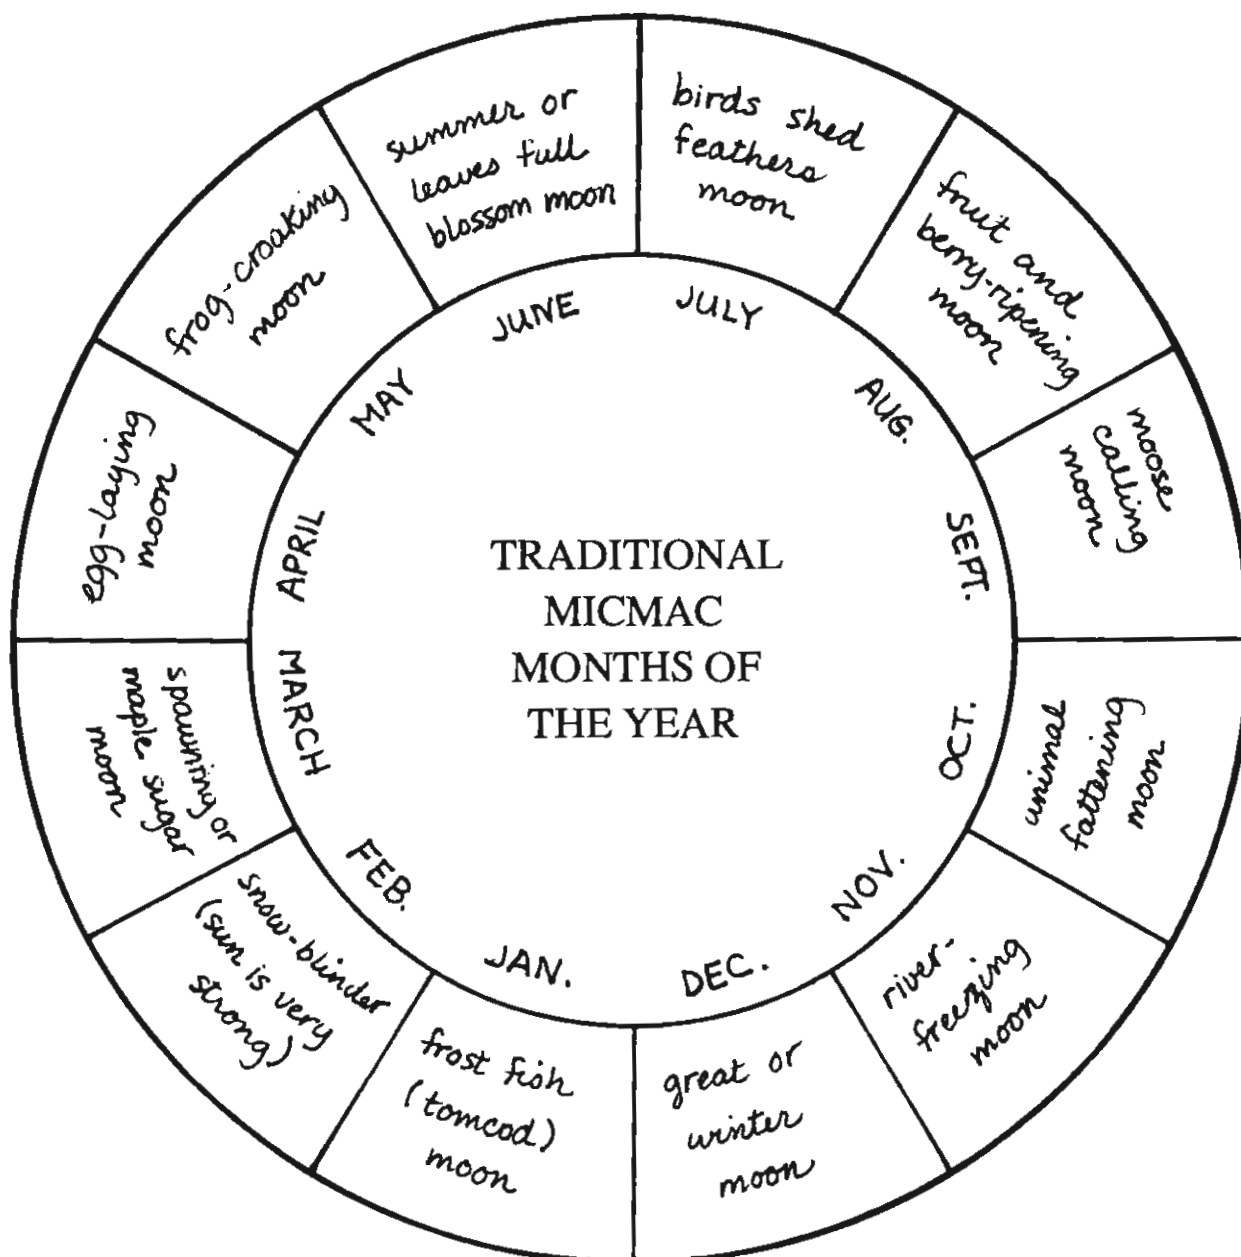 TRADITIONAL
MICMAC
MONTHS OF
THE YEAR
JAN.
frost fish
(tomcod)
moon
FEB.
snow-blinder
(sun is very
strong)
MARCH
spawning or
maple sugar
moon
APRIL
egg-laying
moon
MAY
frog-croaking
moon
JUNE
summer or
leaves full
blossom moon
JULY
birds shed
feathers
moon
AUG.
fruit and
berry-ripening
moon
SEPT.
moose
calling
moon
OCT.
animal
fattening
moon
NOV.
river-
freezing
moon
DEC.
great or
winter
moon